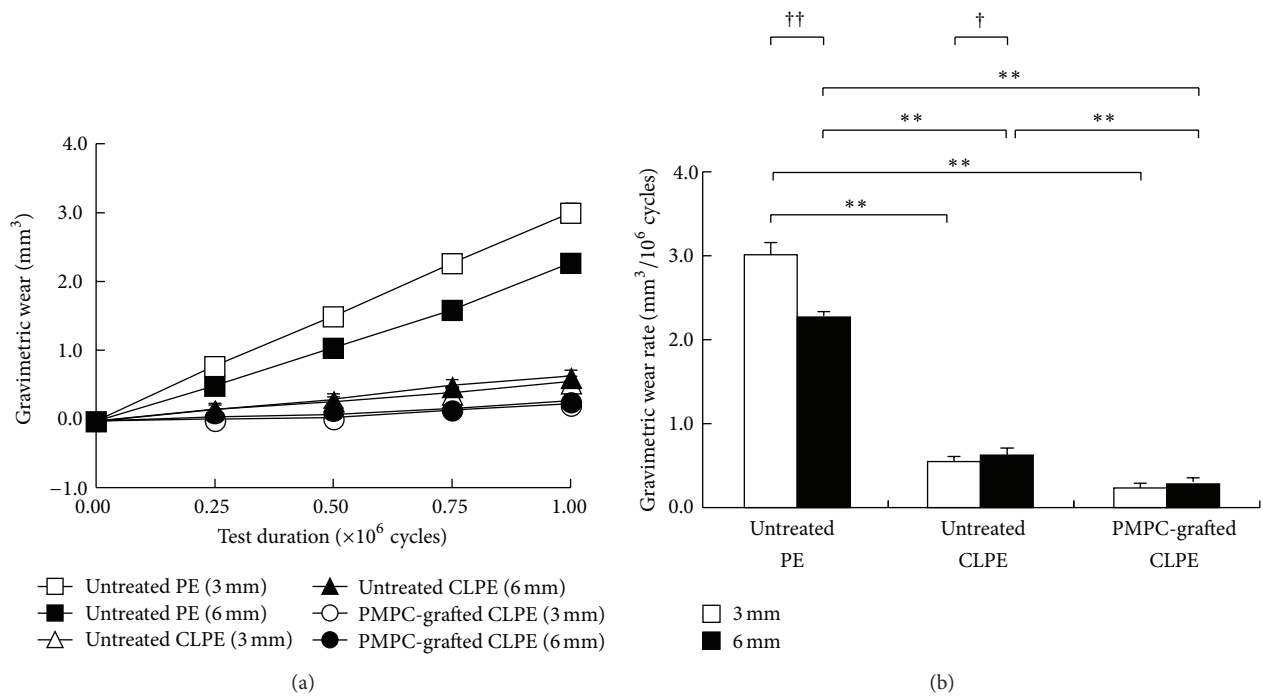 4.0
3.0
2.0
1.0
0.0
−1.0
Gravimetric wear (mm³)
0.00 0.25 0.50 0.75 1.00
Test duration (×10⁶ cycles)
Untreated PE (3 mm)
Untreated PE (6 mm)
Untreated CLPE (3 mm)
Untreated CLPE (6 mm)
PMPC-grafted CLPE (3 mm)
PMPC-grafted CLPE (6 mm)
(a)
†† †
**
** **
**
**
4.0
3.0
2.0
1.0
0.0
Gravimetric wear rate (mm³/10⁶ cycles)
Untreated
PE
Untreated
CLPE
PMPC-grafted
CLPE
3 mm
6 mm
(b)